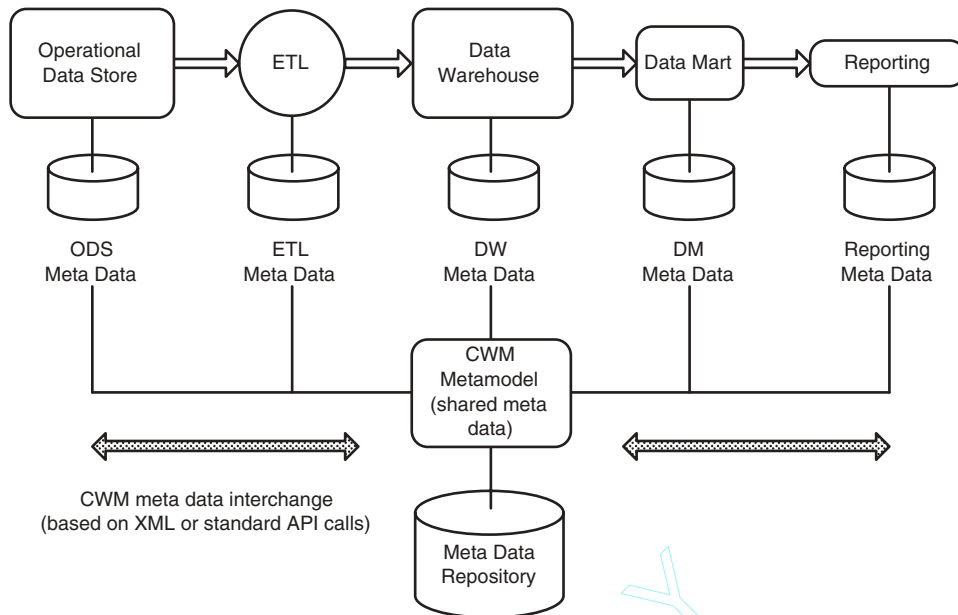 Operational
Data Store
ETL
Data
Warehouse
Data Mart
Reporting
ODS
Meta Data
ETL
Meta Data
DW
Meta Data
DM
Meta Data
Reporting
Meta Data
CWM
Metamodel
(shared meta
data)
CWM meta data interchange
(based on XML or standard API calls)
Meta Data
Repository
Y